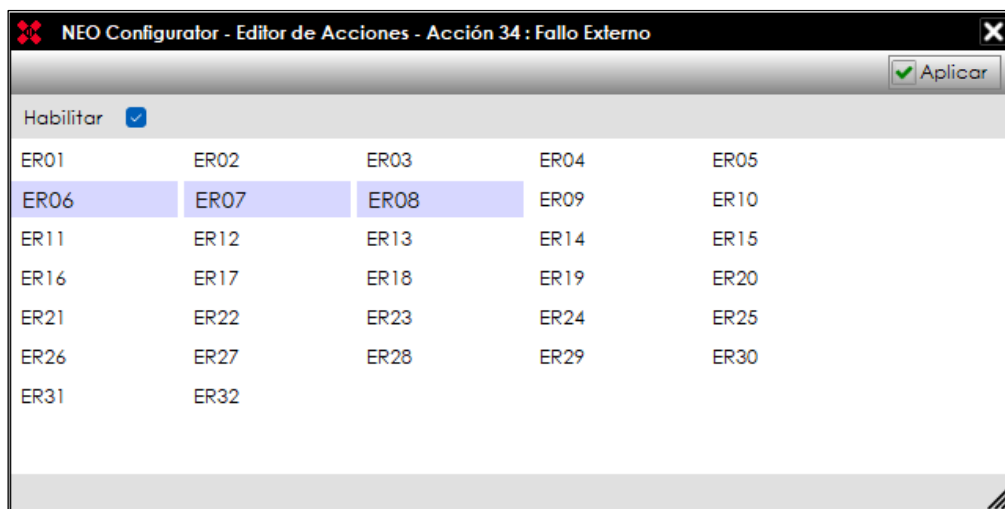 NEO Configurator - Editor de Acciones - Acción 34 : Fallo Externo
Aplicar
Habilitar
ER01 ER02 ER03 ER04 ER05
ER06 ER07 ER08 ER09 ER10
ER11 ER12 ER13 ER14 ER15
ER16 ER17 ER18 ER19 ER20
ER21 ER22 ER23 ER24 ER25
ER26 ER27 ER28 ER29 ER30
ER31 ER32